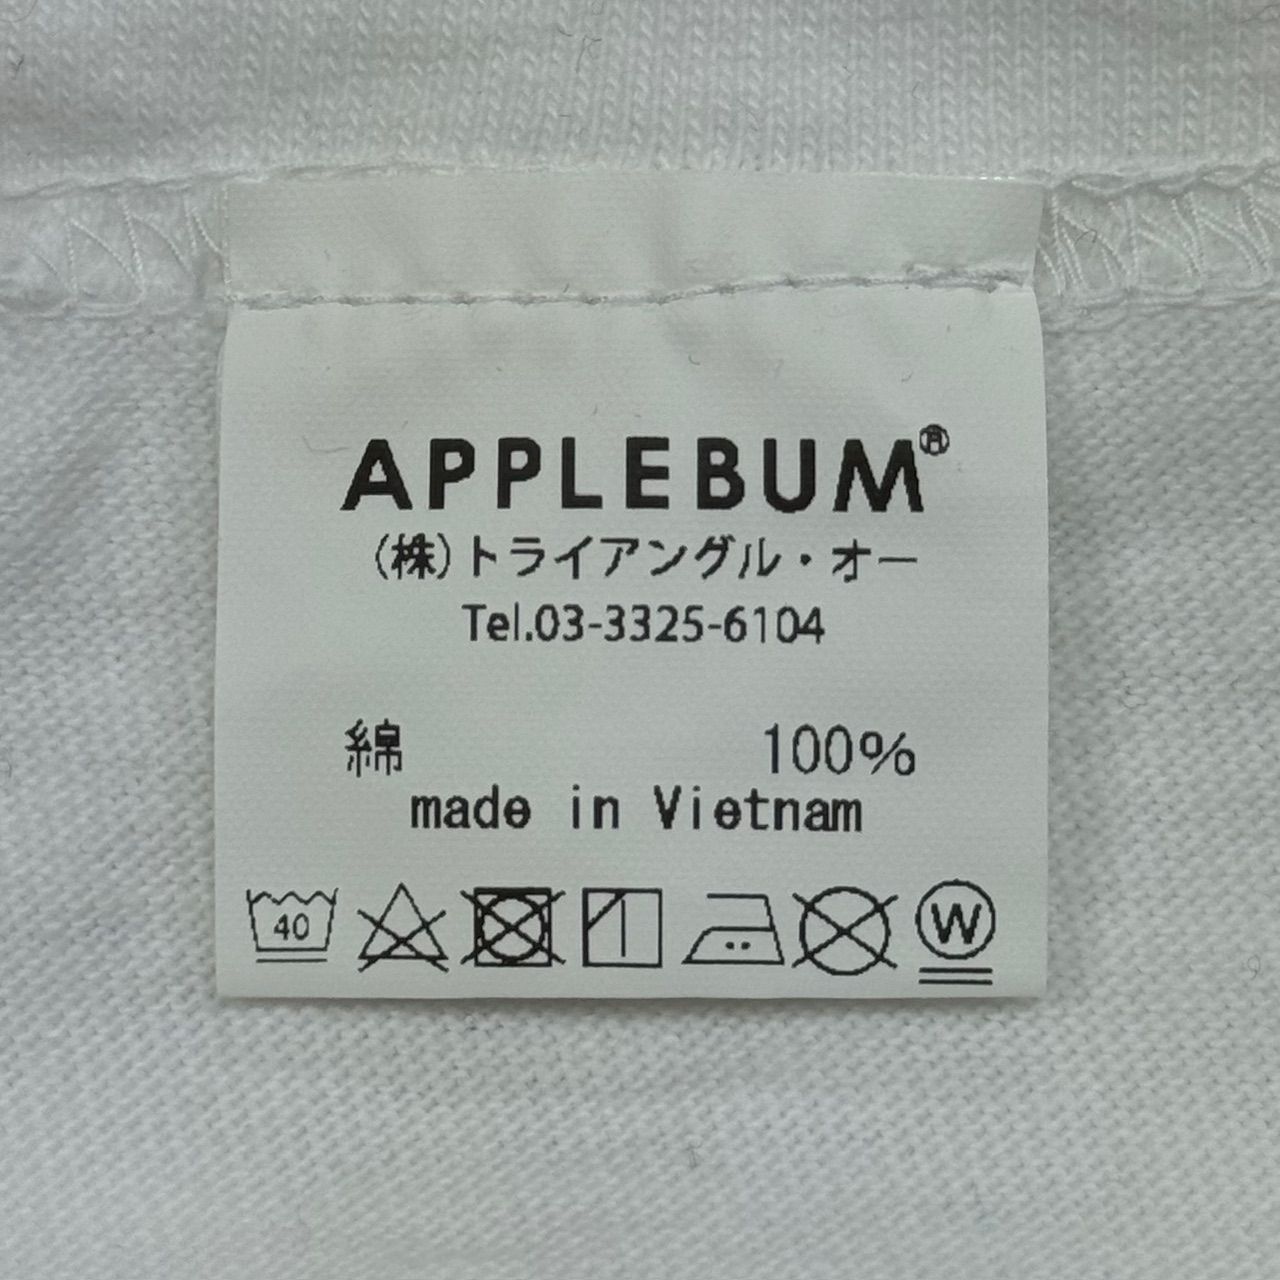 APPLEBUM®
(株)トライアングル・オー
Tel.03-3325-6104
綿 100%
made in Vietnam
40 W